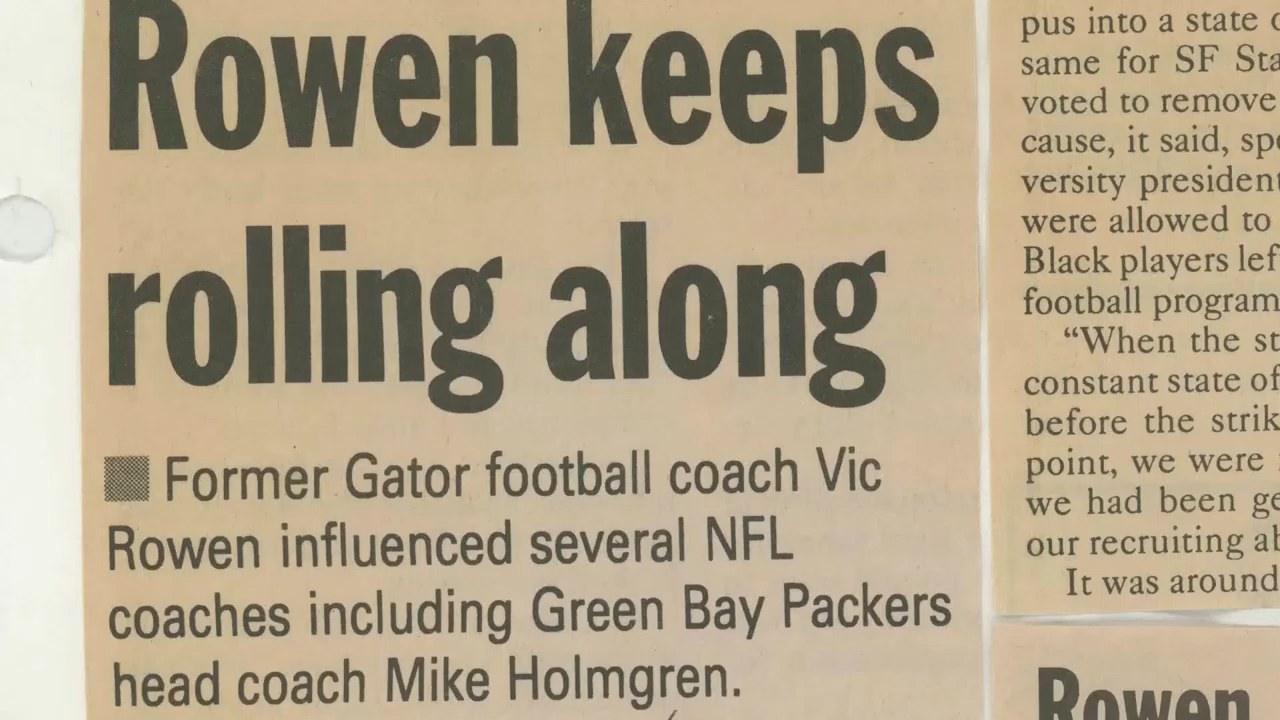 Rowen keeps
rolling along
Former Gator football coach Vic
Rowen influenced several NFL
coaches including Green Bay Packers
head coach Mike Holmgren.
pus into a state
same for SF
voted to remove
cause, it said,
versity president
were allowed to
Black players
football program
“When the
constant state of
before the
point, we were
we had been
our recruiting
It was around
Rowen